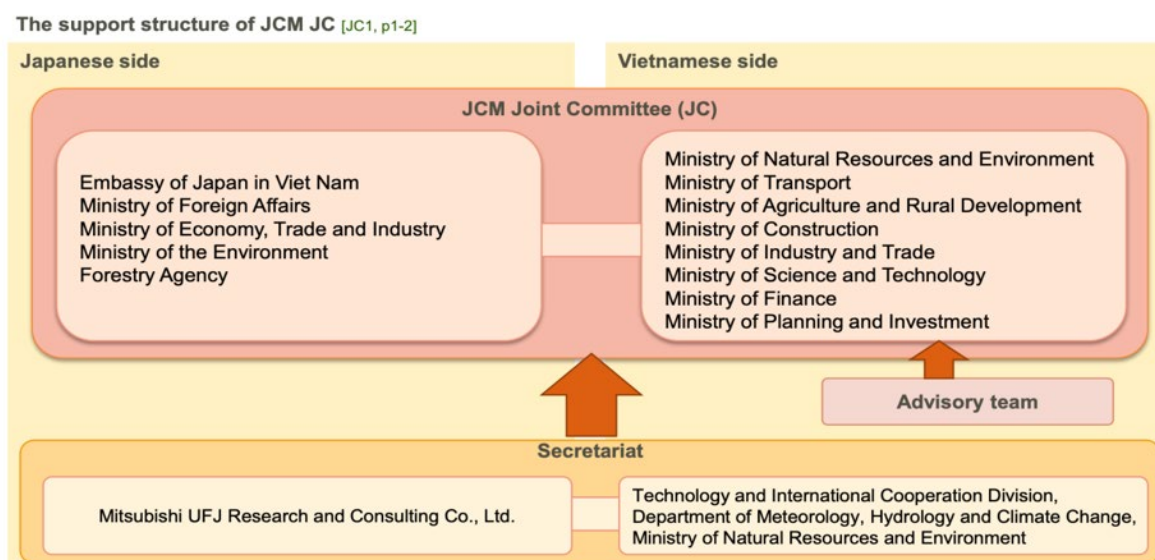 The support structure of JCM JC [JC1, p1-2]
Japanese side
Vietnamese side
JCM Joint Committee (JC)
Embassy of Japan in Viet Nam
Ministry of Foreign Affairs
Ministry of Economy, Trade and Industry
Ministry of the Environment
Forestry Agency
Ministry of Natural Resources and Environment
Ministry of Transport
Ministry of Agriculture and Rural Development
Ministry of Construction
Ministry of Industry and Trade
Ministry of Science and Technology
Ministry of Finance
Ministry of Planning and Investment
Advisory team
Secretariat
Mitsubishi UFJ Research and Consulting Co., Ltd.
Technology and International Cooperation Division,
Department of Meteorology, Hydrology and Climate Change,
Ministry of Natural Resources and Environment